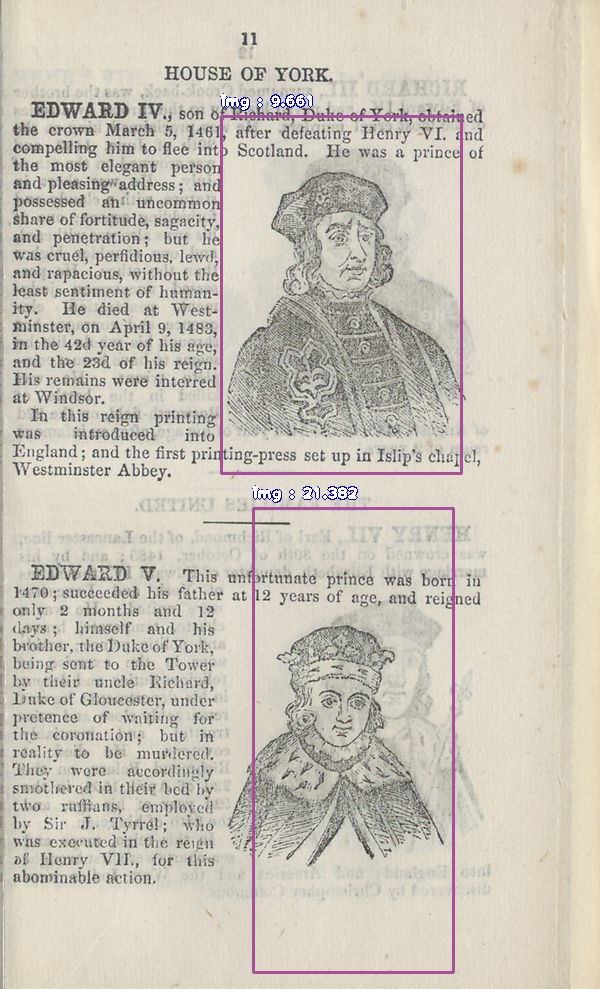 11
HOUSE OF YORK.
img : 9.661
EDWARD IV., son of Richard, Duke of York, obtained
the crown March 5, 1461, after defeating Henry VI. and
compelling him to flee into Scotland. He was a prince of
the most elegant person
and pleasing address; and
possessed an uncommon
share of fortitude, sagacity,
and penetration; but he
was cruel, perfidious, lewd,
and rapacious, without the
least sentiment of human-
ity. He died at West-
minster, on April 9, 1483,
in the 42d year of his age,
and the 23d of his reign.
His remains were interred
at Windsor.
In this reign printing
was introduced into
England; and the first printing-press set up in Islip's chapel,
Westminster Abbey.
img : 21.382
EDWARD V. This unfortunate prince was born in
1470; succeeded his father at 12 years of age, and reigned
only 2 months and 12
days; himself and his
brother, the Duke of York,
being sent to the Tower
by their uncle Richard,
Duke of Gloucester, under
pretence of waiting for
the coronation; but in
reality to be murdered.
They were accordingly
smothered in their bed by
two ruffians, employed
by Sir J. Tyrrel; who
was executed in the reign
of Henry VII., for this
abominable action.